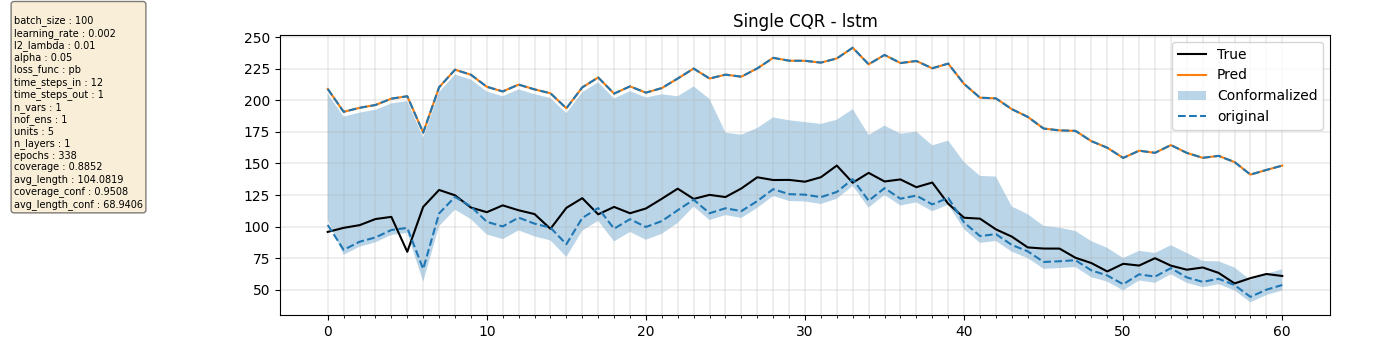 batch_size : 100
learning_rate : 0.002
l2_lambda : 0.01
alpha : 0.05
loss_func : pb
time_steps_in : 12
time_steps_out : 1
n_vars : 1
nof_ens : 1
units : 5
n_layers : 1
epochs : 338
coverage : 0.8852
avg_length : 104.0819
coverage_conf : 0.9508
avg_length_conf : 68.9406
Single CQR - lstm
250
225
200
175
150
125
100
75
50
True
Pred
Conformalized
original
0 10 20 30 40 50 60